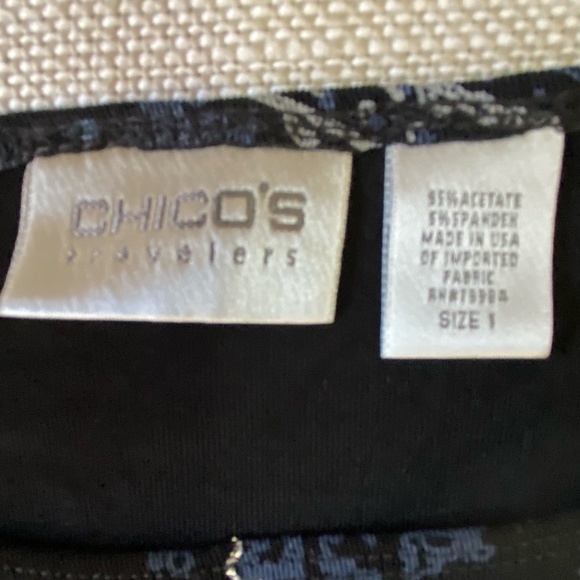 CHICO'S
travelers
95% ACETATE
5% SPANDEX
MADE IN USA
OF IMPORTED
FABRIC
SIZE 1